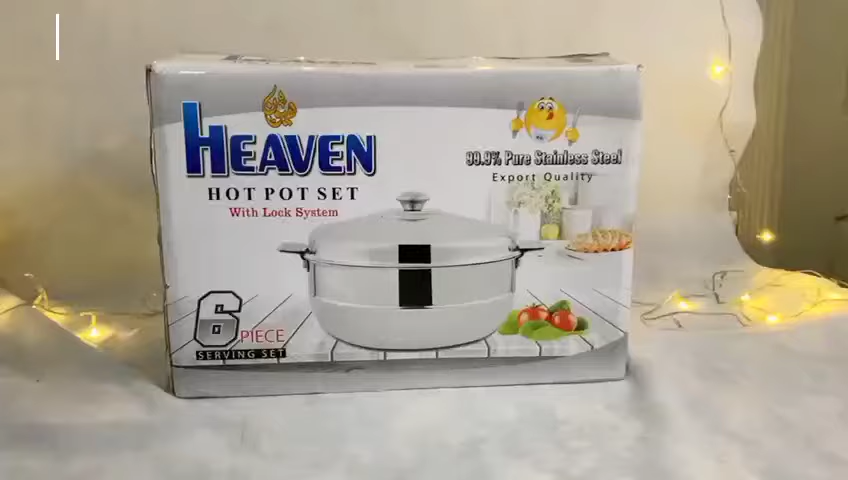 HEAVEN
HOT POT SET
With Lock System
99.9% Pure Stainless Steel
Export Quality
6 PIECE
SERVING SET